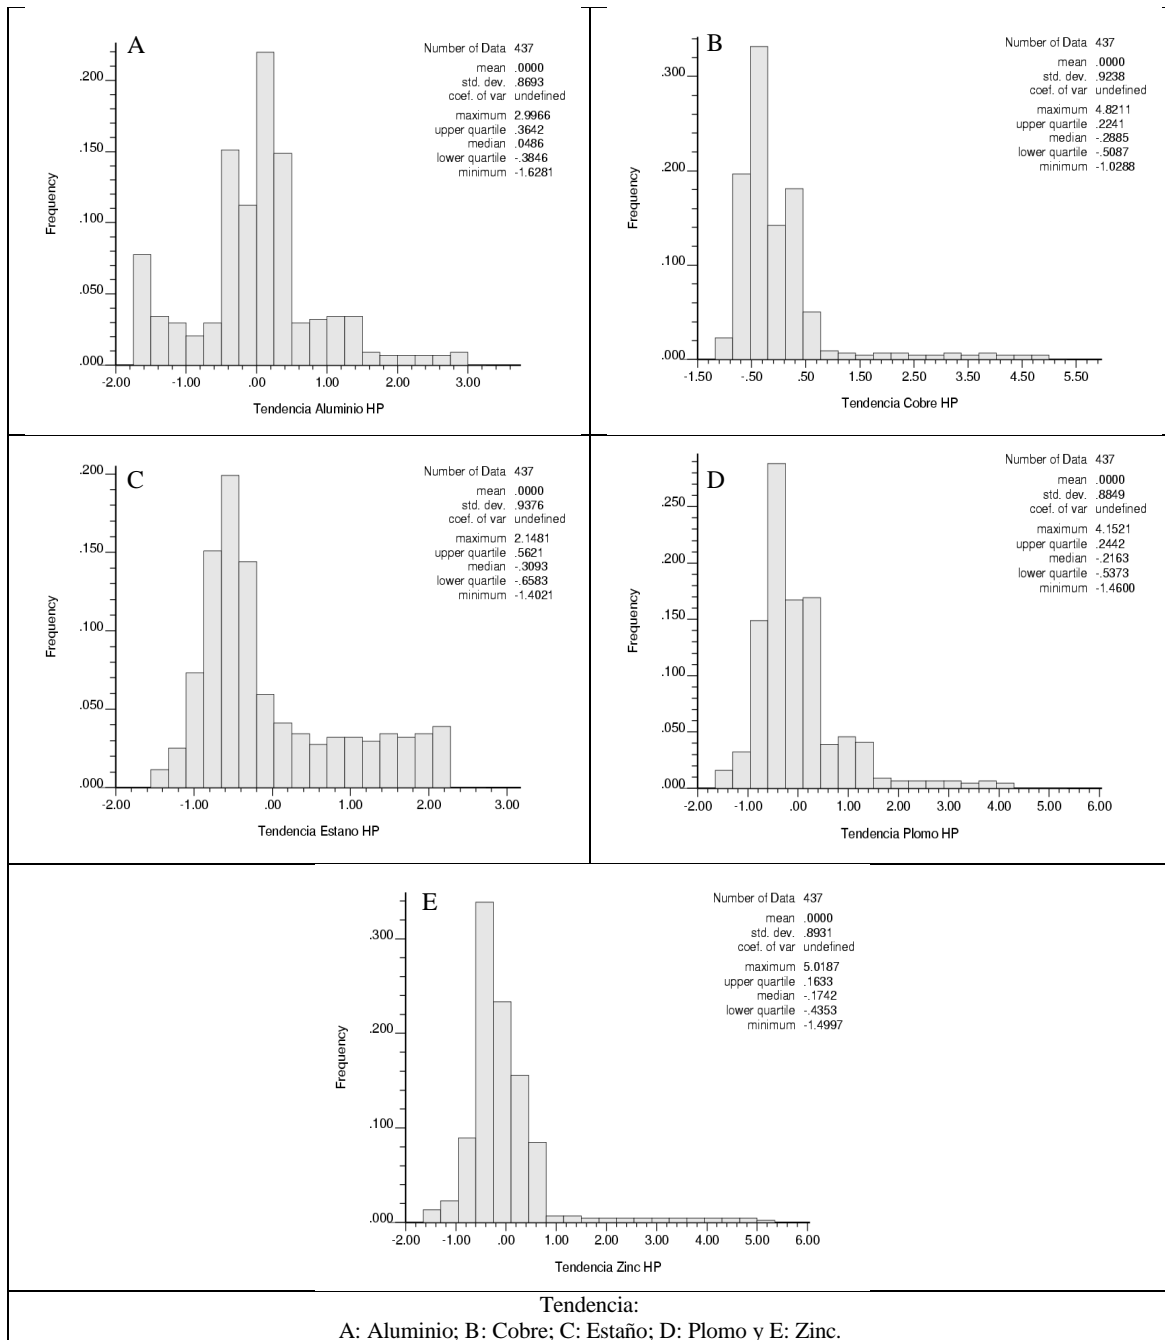 A
Number of Data 437
mean .0000
std. dev. .8693
coef. of var undefined
maximum 2.9966
upper quartile .3642
median .0486
lower quartile -.3846
minimum -1.6281
Frequency
.200
.150
.100
.050
.000
-2.00 -1.00 .00 1.00 2.00 3.00
Tendencia Aluminio HP
B
Number of Data 437
mean .0000
std. dev. .9238
coef. of var undefined
maximum 4.8211
upper quartile .2241
median -.2885
lower quartile -.5087
minimum -1.0288
Frequency
.300
.200
.100
.000
-1.50 -.50 .50 1.50 2.50 3.50 4.50 5.50
Tendencia Cobre HP
C
Number of Data 437
mean .0000
std. dev. .9376
coef. of var undefined
maximum 2.1481
upper quartile .5621
median -.3093
lower quartile -.6583
minimum -1.4021
Frequency
.200
.150
.100
.050
.000
-2.00 -1.00 .00 1.00 2.00 3.00
Tendencia Estano HP
D
Number of Data 437
mean .0000
std. dev. .8849
coef. of var undefined
maximum 4.1521
upper quartile .2442
median -.2163
lower quartile -.5373
minimum -1.4600
Frequency
.250
.200
.150
.100
.050
.000
-2.00 -1.00 .00 1.00 2.00 3.00 4.00 5.00 6.00
Tendencia Plomo HP
E
Number of Data 437
mean .0000
std. dev. .8931
coef. of var undefined
maximum 5.0187
upper quartile .1633
median -.1742
lower quartile -.4353
minimum -1.4997
Frequency
.300
.200
.100
.000
-2.00 -1.00 .00 1.00 2.00 3.00 4.00 5.00 6.00
Tendencia Zinc HP
Tendencia:
A: Aluminio; B: Cobre; C: Estaño; D: Plomo y E: Zinc.